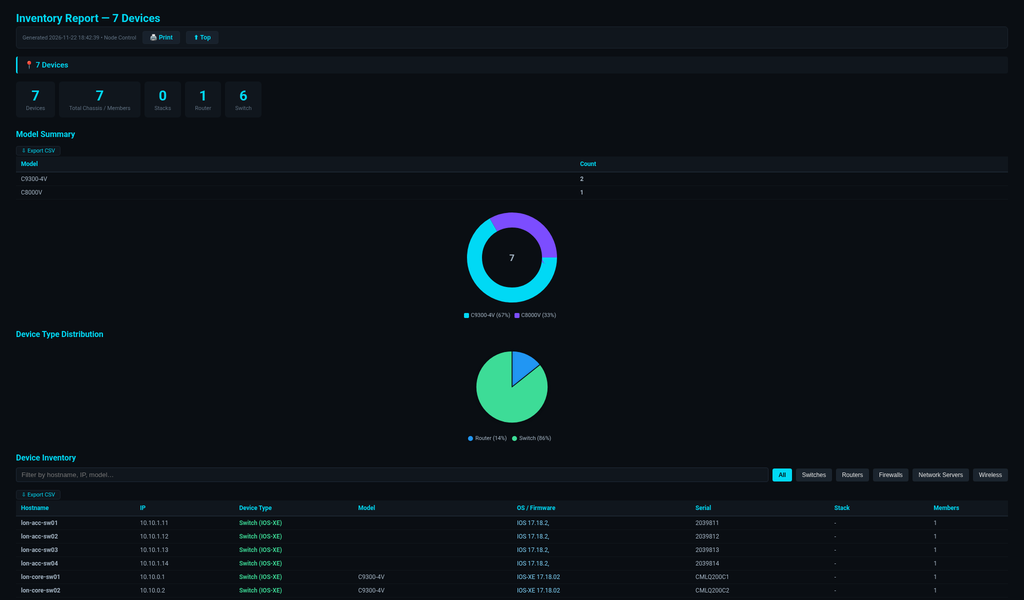 Inventory Report — 7 Devices
Generated 2026-11-22 10:42:39 • Node Control
🖨 Print
⬆ Top
📍 7 Devices
7
Devices
7
Total Chassis / Members
0
Stacks
1
Router
6
Switch
Model Summary
⇩ Export CSV
Model Count
C9300-4V 2
C8000V 1
7
C9300-4V (67%) C8000V (33%)
Device Type Distribution
Router (14%) Switch (86%)
Device Inventory
Filter by hostname, IP, model...
All Switches Routers Firewalls Network Servers Wireless
⇩ Export CSV
Hostname IP Device Type Model OS / Firmware Serial Stack Members
lon-acc-sw01 10.10.1.11 Switch (IOS-XE) IOS 17.18.2, 2039811 - 1
lon-acc-sw02 10.10.1.12 Switch (IOS-XE) IOS 17.18.2, 2039812 - 1
lon-acc-sw03 10.10.1.13 Switch (IOS-XE) IOS 17.18.2, 2039813 - 1
lon-acc-sw04 10.10.1.14 Switch (IOS-XE) IOS 17.18.2, 2039814 - 1
lon-core-sw01 10.10.0.1 Switch (IOS-XE) C9300-4V IOS-XE 17.18.02 CMLQ200C1 - 1
lon-core-sw02 10.10.0.2 Switch (IOS-XE) C9300-4V IOS-XE 17.18.02 CMLQ200C2 - 1